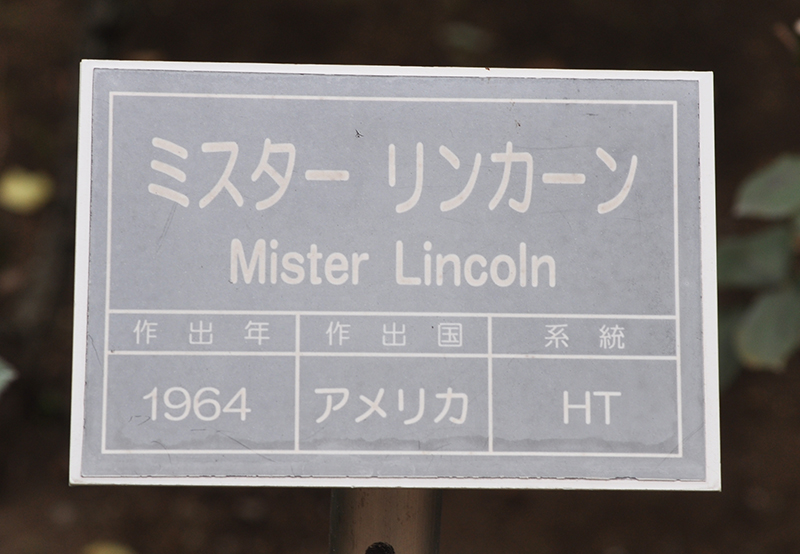 ミスター リンカーン
Mister Lincoln
作出年 作出国 系統
1964 アメリカ HT